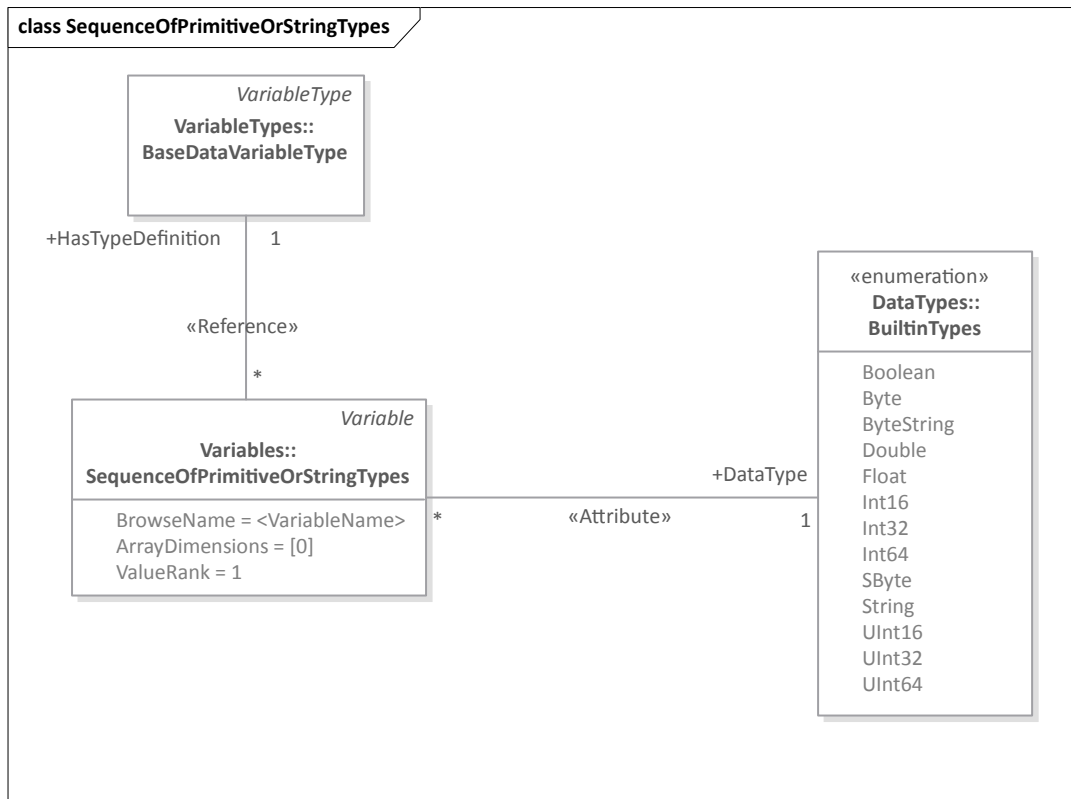 class SequenceOfPrimitiveOrStringTypes
VariableType
VariableTypes::
BaseDataVariableType
+HasTypeDefinition
1
«Reference»
*
Variable
Variables::
SequenceOfPrimitiveOrStringTypes
BrowseName = <VariableName>
ArrayDimensions = [0]
ValueRank = 1
*
«Attribute»
+DataType
1
«enumeration»
DataTypes::
BuiltinTypes
Boolean
Byte
ByteString
Double
Float
Int16
Int32
Int64
SByte
String
UInt16
UInt32
UInt64